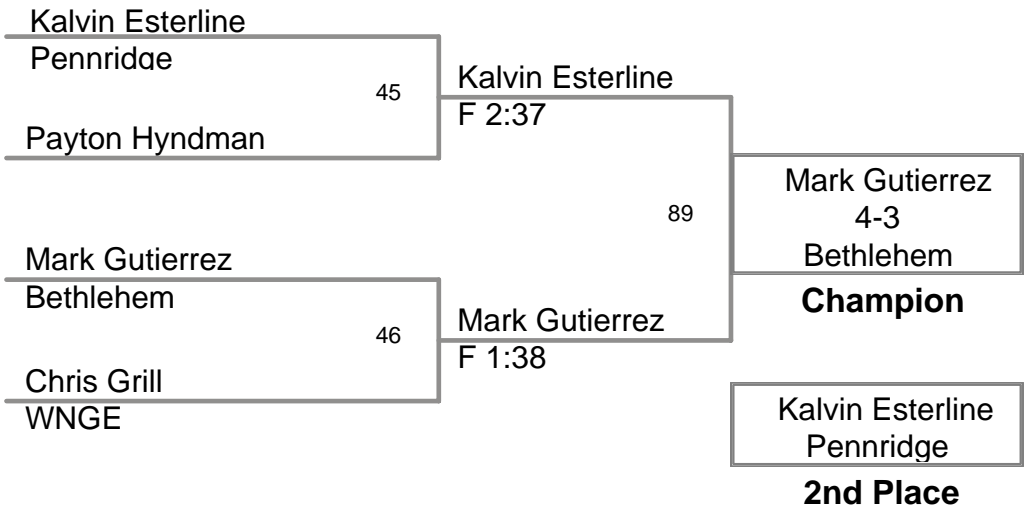 Kalvin Esterline
Pennridge
45
Payton Hyndman
Kalvin Esterline
F 2:37
Mark Gutierrez
Bethlehem
46
Chris Grill
WNGE
Mark Gutierrez
F 1:38
89
Mark Gutierrez
4-3
Bethlehem
Champion
Kalvin Esterline
Pennridge
2nd Place